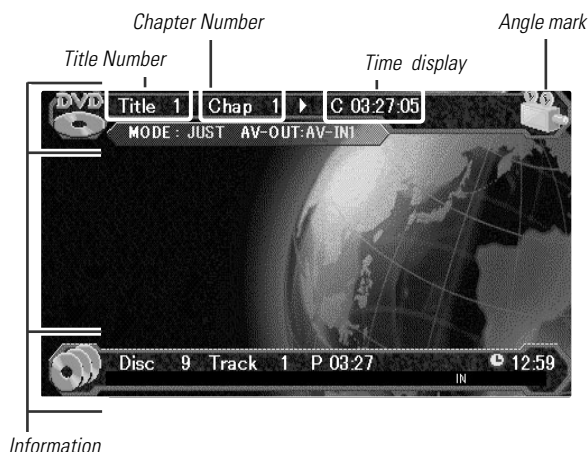 Chapter Number
Angle mark
Title Number
Time display
DVD
Title 1 Chap 1 C 03:27:05
MODE : JUST AV-OUT:AV-IN1
Disc 9 Track 1 P 03:27 12:59
IN
Information